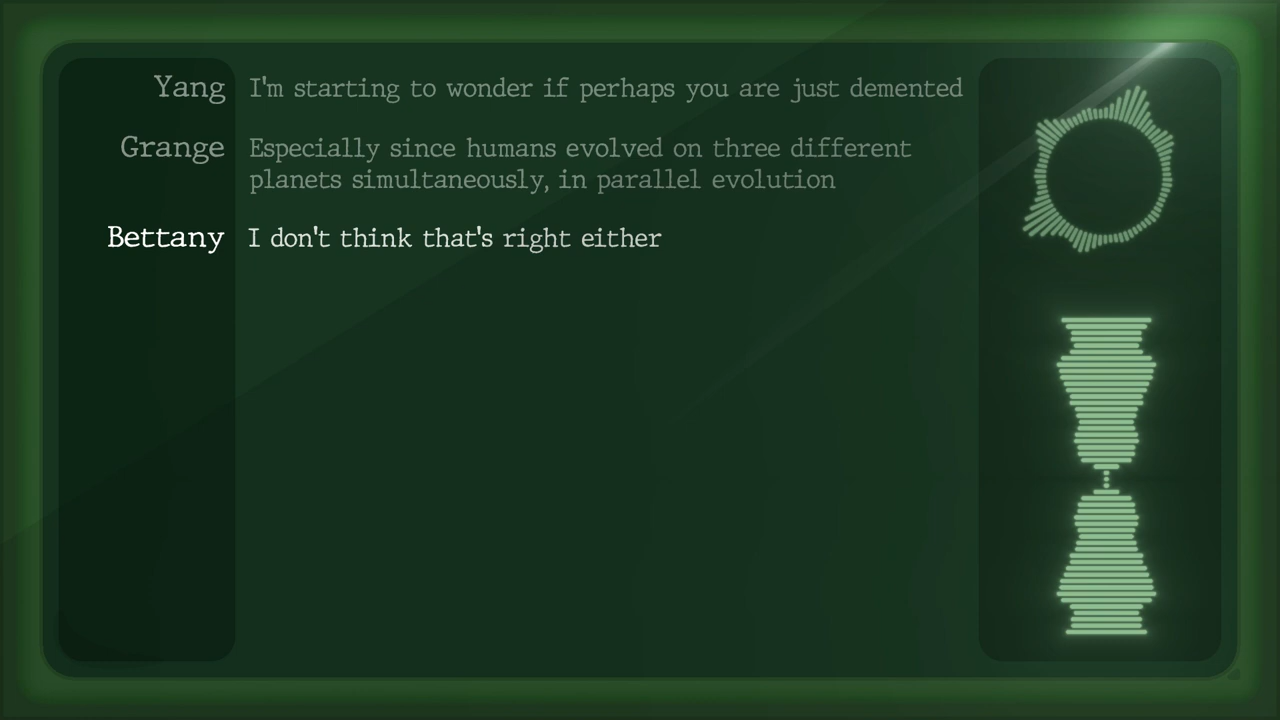 Yang I'm starting to wonder if perhaps you are just demented
Grange Especially since humans evolved on three different
planets simultaneously, in parallel evolution
Bettany I don't think that's right either